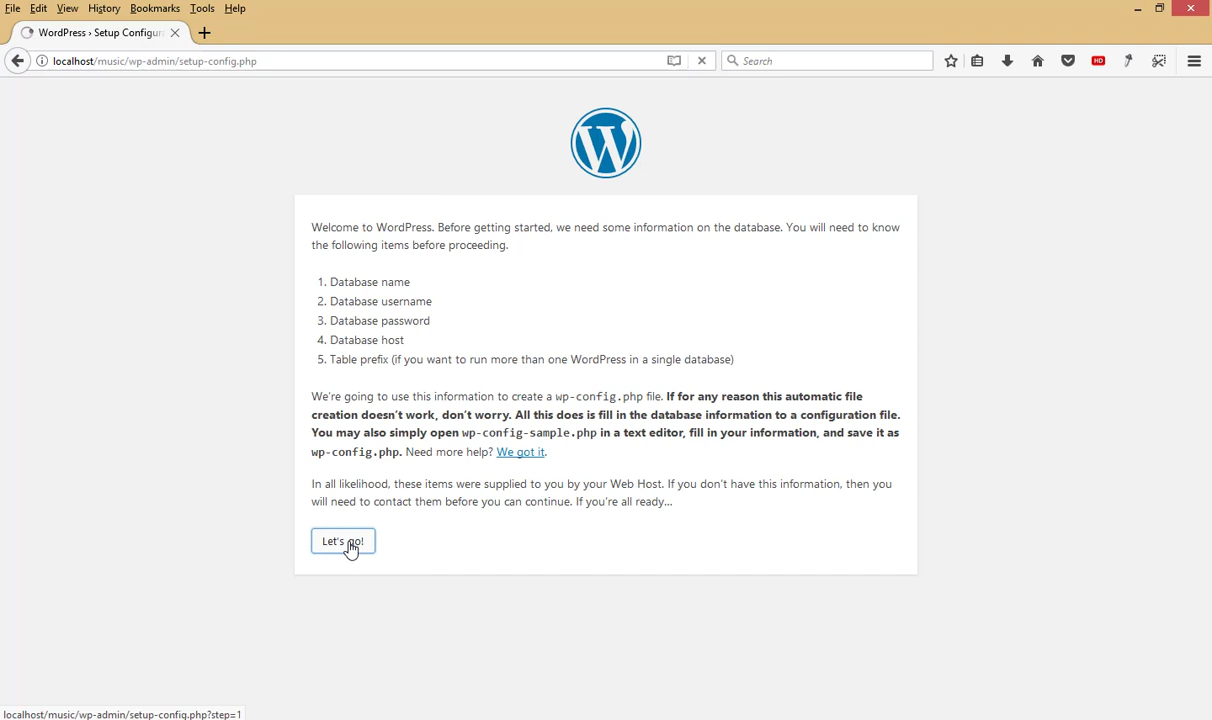 File Edit View History Bookmarks Tools Help
WordPress › Setup Configur
localhost/music/wp-admin/setup-config.php
Search
HD
W
Welcome to WordPress. Before getting started, we need some information on the database. You will need to know
the following items before proceeding.
1. Database name
2. Database username
3. Database password
4. Database host
5. Table prefix (if you want to run more than one WordPress in a single database)
We’re going to use this information to create a wp-config.php file. If for any reason this automatic file
creation doesn’t work, don’t worry. All this does is fill in the database information to a configuration file.
You may also simply open wp-config-sample.php in a text editor, fill in your information, and save it as
wp-config.php. Need more help? We got it.
In all likelihood, these items were supplied to you by your Web Host. If you don’t have this information, then you
will need to contact them before you can continue. If you’re all ready…
Let’s go!
localhost/music/wp-admin/setup-config.php?step=1